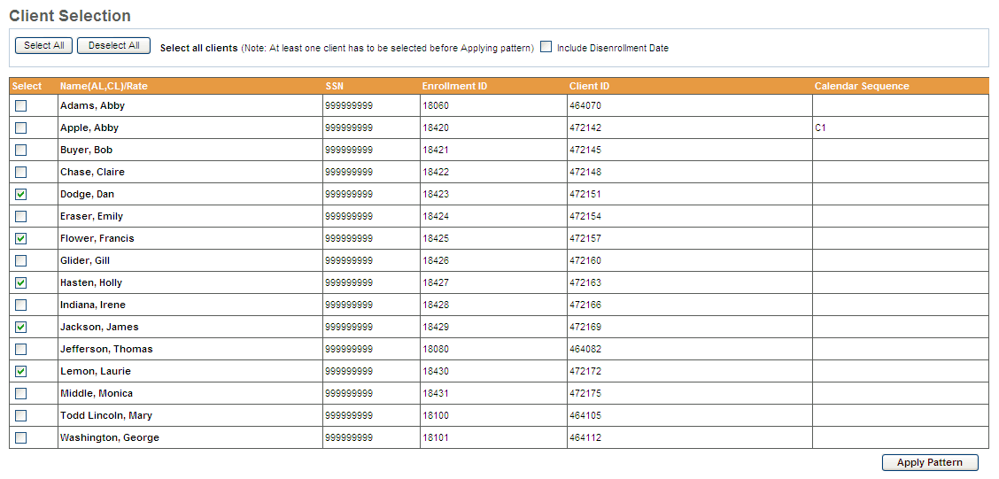 Client Selection
Select All Deselect All Select all clients (Note: At least one client has to be selected before Applying pattern) Include Disenrollment Date
Select Name(AL,CL)/Rate SSN Enrollment ID Client ID Calendar Sequence
Adams, Abby 999999999 18060 464070
Apple, Abby 999999999 18420 472142 C1
Buyer, Bob 999999999 18421 472145
Chase, Claire 999999999 18422 472148
Dodge, Dan 999999999 18423 472151
Eraser, Emily 999999999 18424 472154
Flower, Francis 999999999 18425 472157
Glider, Gill 999999999 18426 472160
Hasten, Holly 999999999 18427 472163
Indiana, Irene 999999999 18428 472166
Jackson, James 999999999 18429 472169
Jefferson, Thomas 999999999 18080 464082
Lemon, Laurie 999999999 18430 472172
Middle, Monica 999999999 18431 472175
Todd Lincoln, Mary 999999999 18100 464105
Washington, George 999999999 18101 464112
Apply Pattern